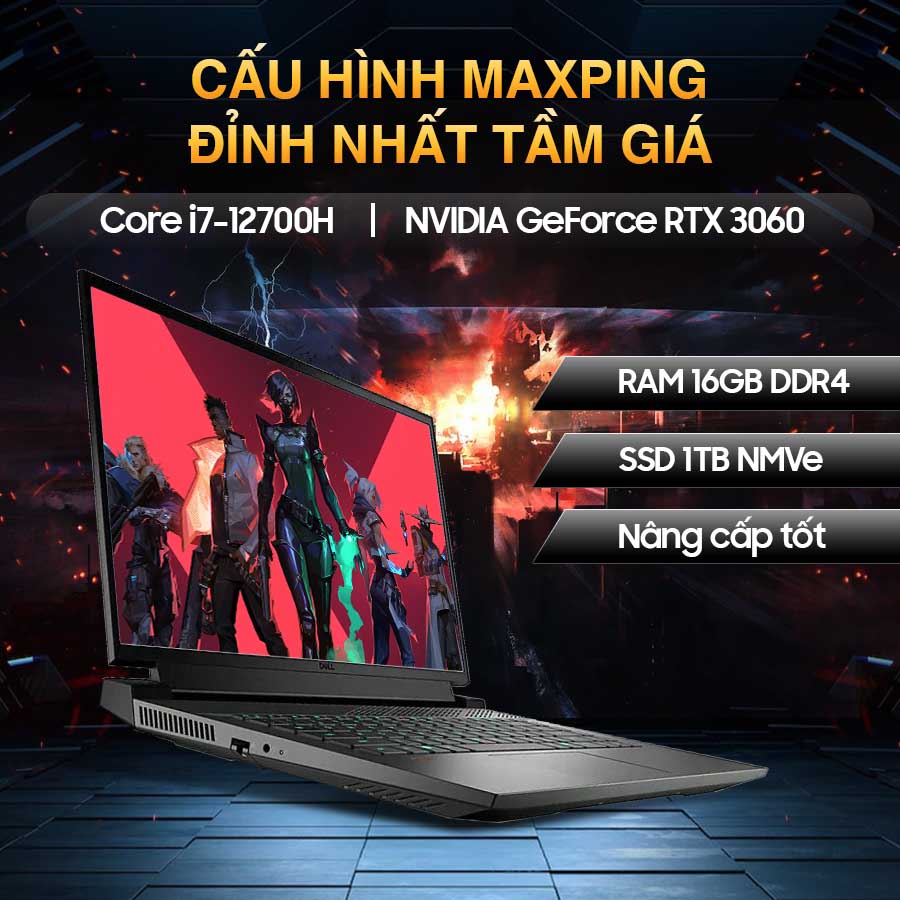 CẤU HÌNH MAXPING
ĐỈNH NHẤT TẦM GIÁ
Core i7-12700H | NVIDIA GeForce RTX 3060
RAM 16GB DDR4
SSD 1TB NMVe
Nâng cấp tốt
DELL